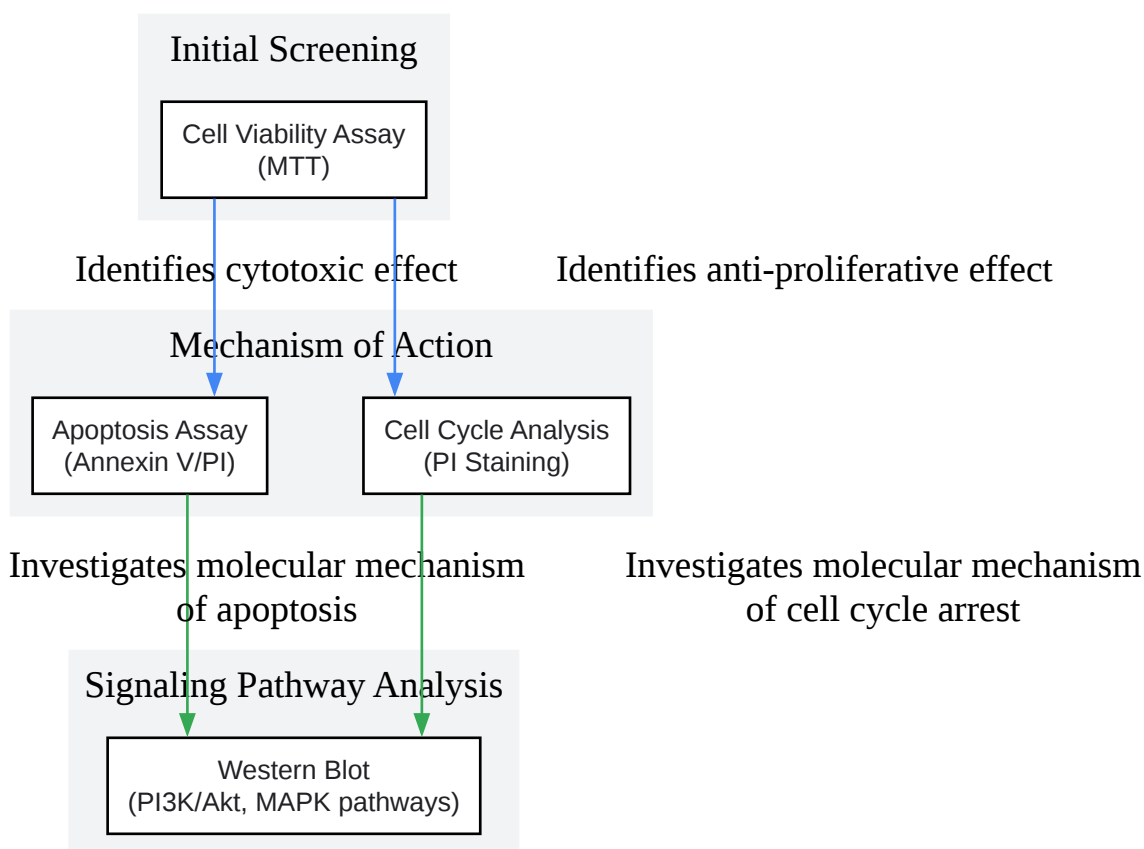 Initial Screening
Cell Viability Assay
(MTT)
Identifies cytotoxic effect
Identifies anti-proliferative effect
Mechanism of Action
Apoptosis Assay
(Annexin V/PI)
Cell Cycle Analysis
(PI Staining)
Investigates molecular mechanism
of apoptosis
Investigates molecular mechanism
of cell cycle arrest
Signaling Pathway Analysis
Western Blot
(PI3K/Akt, MAPK pathways)